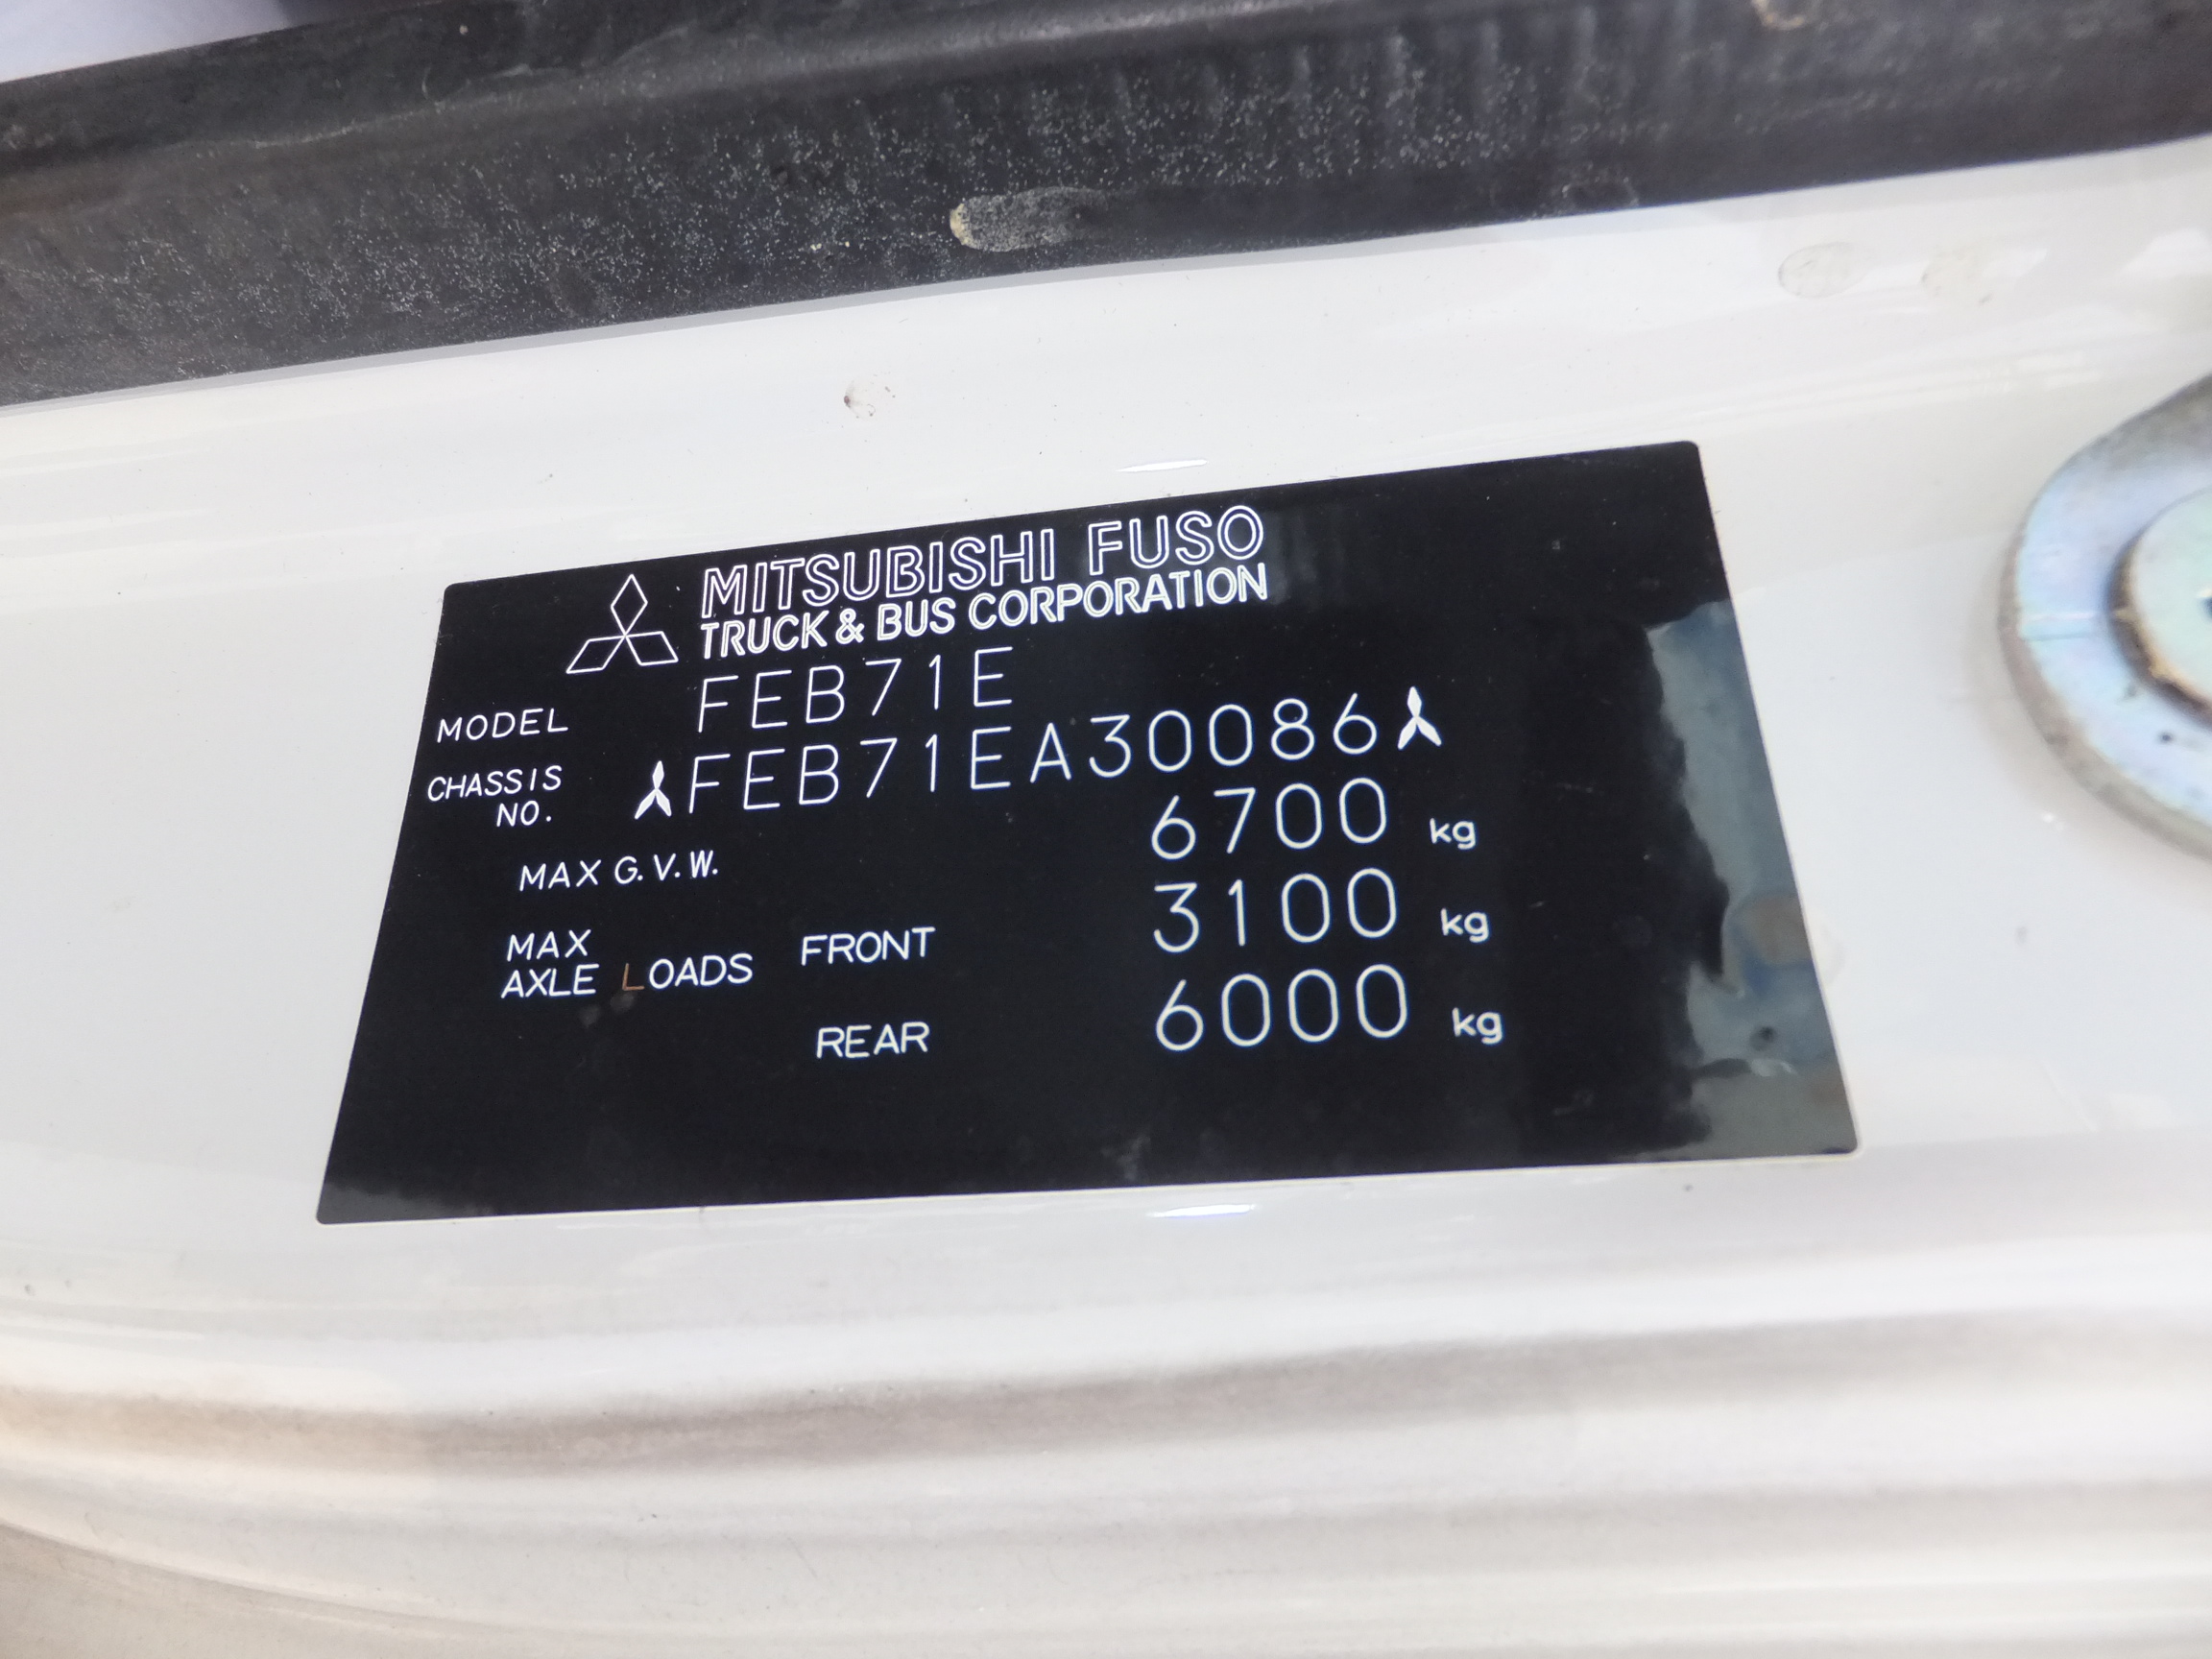 MITSUBISHI FUSO
TRUCK & BUS CORPORATION
MODEL FEB71E
CHASSIS NO. FEB71EA30086
MAX G.V.W. 6700 kg
MAX AXLE LOADS FRONT 3100 kg
REAR 6000 kg